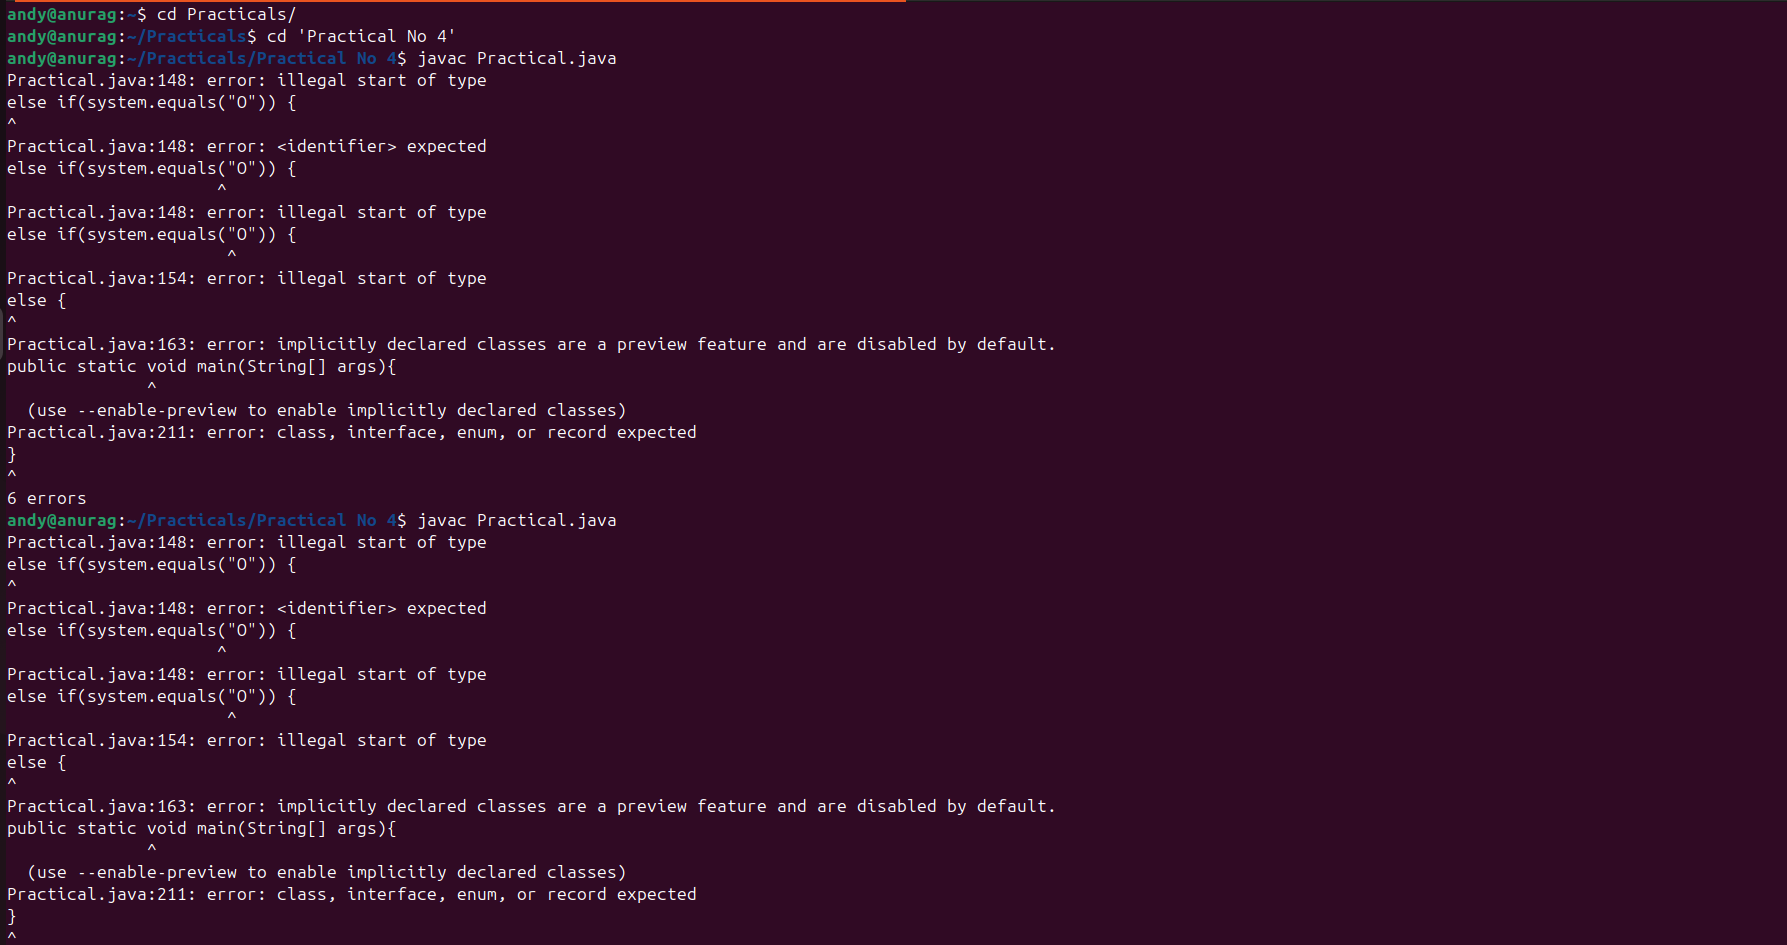 andy@anurag:~$ cd Practicals/
andy@anurag:~/Practicals$ cd 'Practical No 4'
andy@anurag:~/Practicals/Practical No 4$ javac Practical.java
Practical.java:148: error: illegal start of type
else if(system.equals("O")) {
^
Practical.java:148: error: <identifier> expected
else if(system.equals("O")) {
                     ^
Practical.java:148: error: illegal start of type
else if(system.equals("O")) {
                      ^
Practical.java:154: error: illegal start of type
else {
^
Practical.java:163: error: implicitly declared classes are a preview feature and are disabled by default.
public static void main(String[] args){
              ^
  (use --enable-preview to enable implicitly declared classes)
Practical.java:211: error: class, interface, enum, or record expected
}
^
6 errors
andy@anurag:~/Practicals/Practical No 4$ javac Practical.java
Practical.java:148: error: illegal start of type
else if(system.equals("O")) {
^
Practical.java:148: error: <identifier> expected
else if(system.equals("O")) {
                     ^
Practical.java:148: error: illegal start of type
else if(system.equals("O")) {
                      ^
Practical.java:154: error: illegal start of type
else {
^
Practical.java:163: error: implicitly declared classes are a preview feature and are disabled by default.
public static void main(String[] args){
              ^
  (use --enable-preview to enable implicitly declared classes)
Practical.java:211: error: class, interface, enum, or record expected
}
^